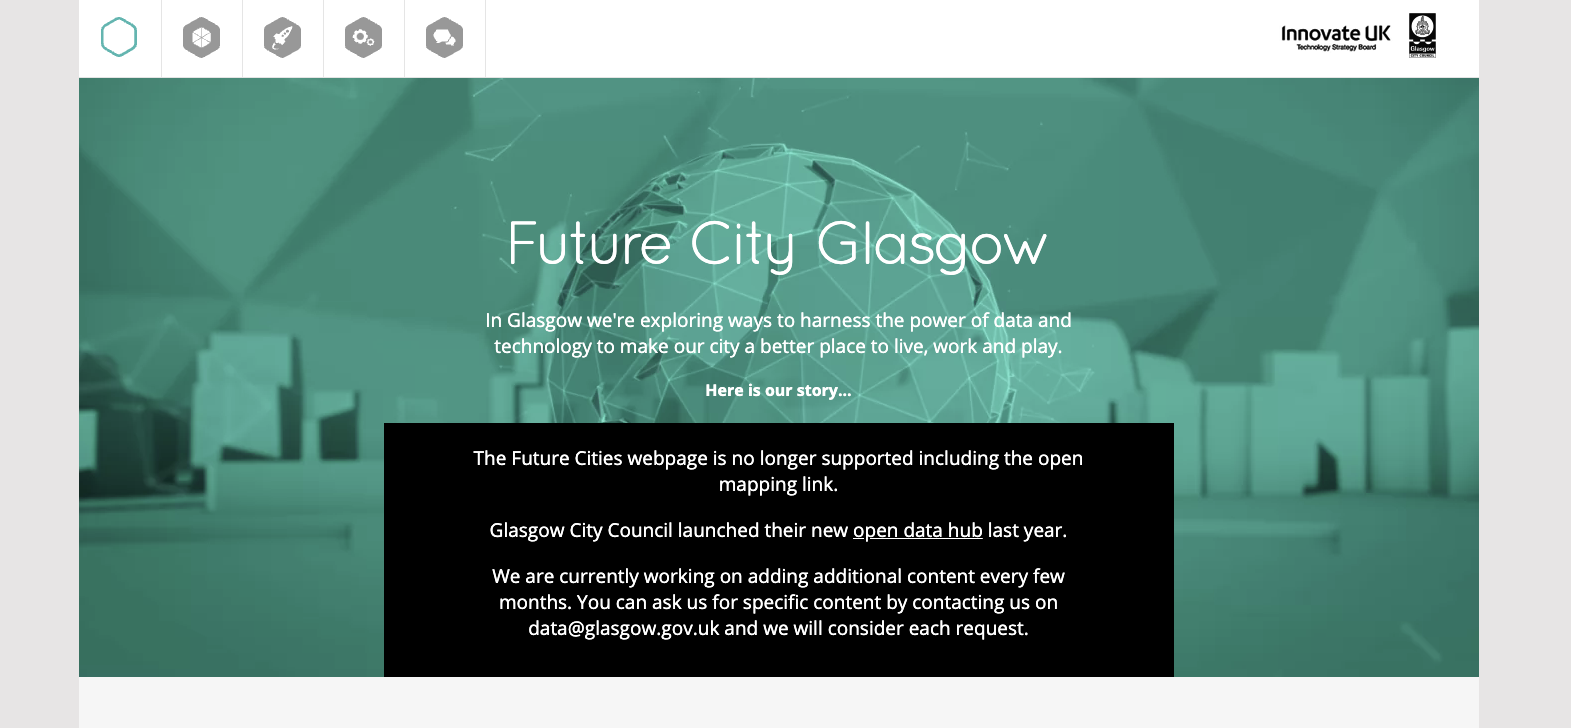 Innovate UK
Technology Strategy Board
Glasgow
CITY COUNCIL
Future City Glasgow
In Glasgow we're exploring ways to harness the power of data and
technology to make our city a better place to live, work and play.
Here is our story...
The Future Cities webpage is no longer supported including the open
mapping link.
Glasgow City Council launched their new open data hub last year.
We are currently working on adding additional content every few
months. You can ask us for specific content by contacting us on
data@glasgow.gov.uk and we will consider each request.